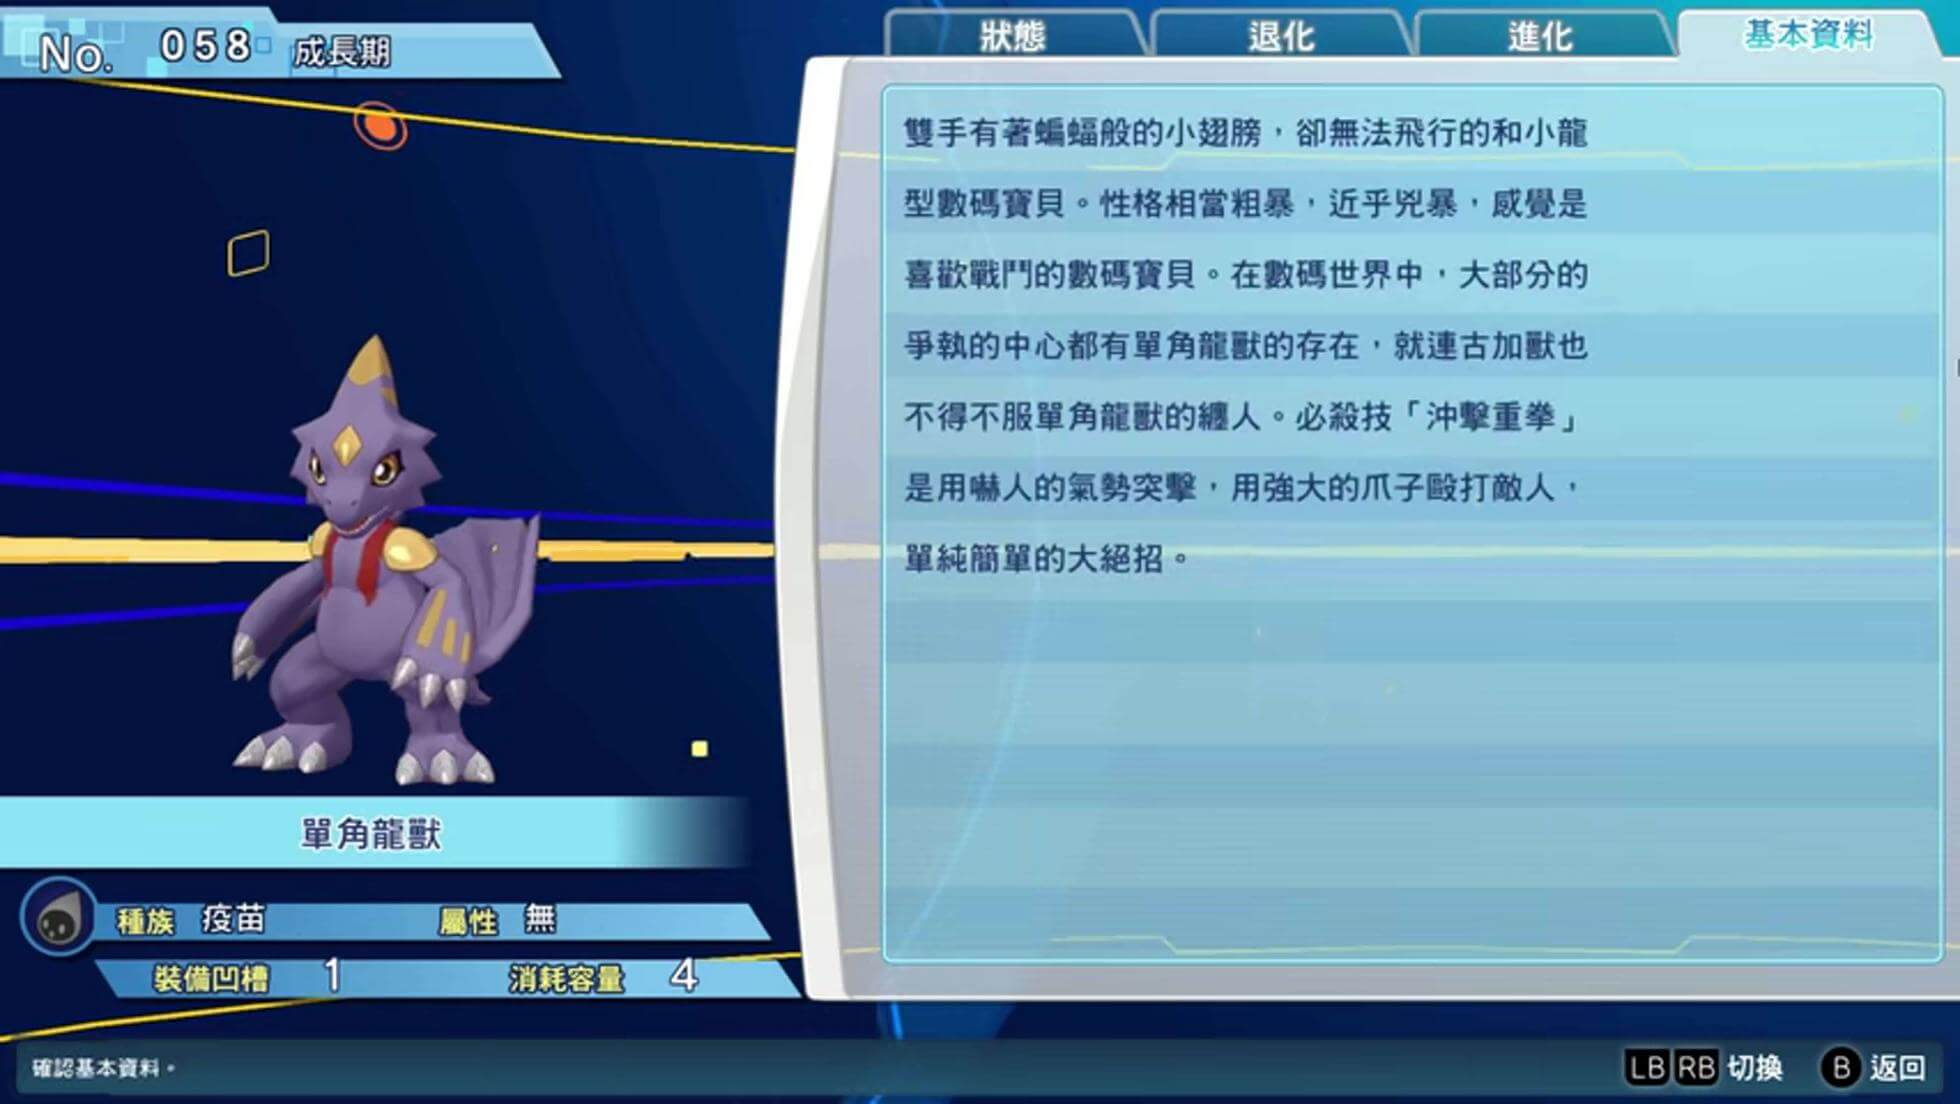 No. 058 成長期
狀態 退化 進化 基本資料
雙手有著蝙蝠般的小翅膀，卻無法飛行的和小龍
型數碼寶貝。性格相當粗暴，近乎兇暴，感覺是
喜歡戰鬥的數碼寶貝。在數碼世界中，大部分的
爭執的中心都有單角龍獸的存在，就連古加獸也
不得不服單角龍獸的纏人。必殺技「沖擊重拳」
是用嚇人的氣勢突擊，用強大的爪子毆打敵人，
單純簡單的大絕招。
單角龍獸
種族 疫苗 屬性 無
裝備凹槽 1 消耗容量 4
確認基本資料。
LB RB 切換 B 返回